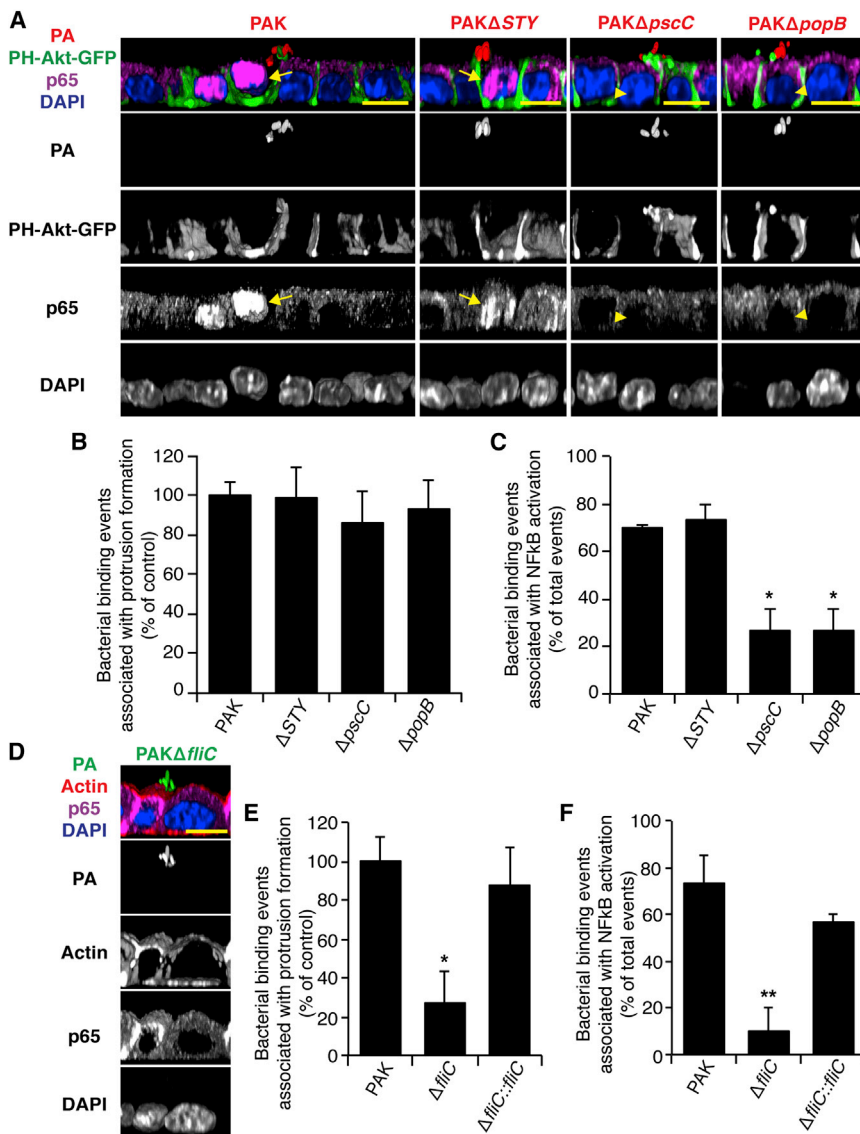 A
PAK
PAKΔSTY
PAKΔpscC
PAKΔpopB
PA
PH-Akt-GFP
p65
DAPI
PA
PH-Akt-GFP
p65
DAPI
B
Bacterial binding events
associated with protrusion formation
(% of control)
120
100
80
60
40
20
0
PAK
ΔSTY
ΔpscC
ΔpopB
C
Bacterial binding events
associated with NFkB activation
(% of total events)
100
80
60
40
20
0
*
*
PAK
ΔSTY
ΔpscC
ΔpopB
D
PAKΔfliC
PA
Actin
p65
DAPI
PA
Actin
p65
DAPI
E
Bacterial binding events
associated with protrusion formation
(% of control)
120
100
80
60
40
20
0
*
PAK
ΔfliC
ΔfliC::fliC
F
Bacterial binding events
associated with NFkB activation
(% of total events)
100
80
60
40
20
0
**
PAK
ΔfliC
ΔfliC::fliC